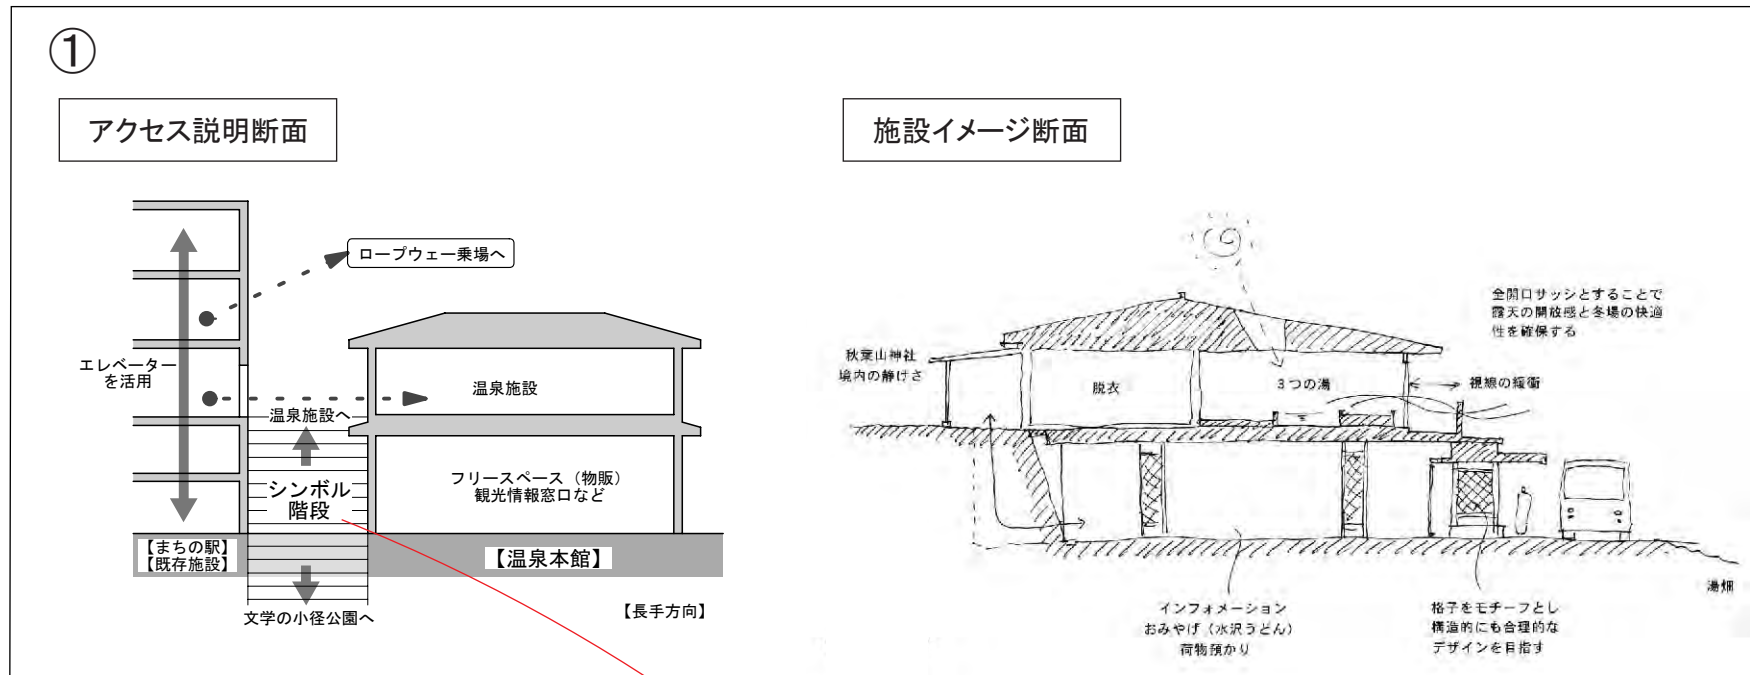 ①
アクセス説明断面
ロープウェー乗場へ
エレベーター
を活用
温泉施設
温泉施設へ
フリースペース（物販）
観光情報窓口など
シンボル
階段
【まちの駅】
【既存施設】
【温泉本館】
文学の小径公園へ
【長手方向】
施設イメージ断面
全開口サッシとすることで
露天の開放感と冬場の快適
性を確保する
秋葉山神社
境内の静けさ
脱衣
3つの湯
視線の緩衝
湯畑
インフォメーション
おみやげ（水沢うどん）
荷物預かり
格子をモチーフとし
構造的にも合理的な
デザインを目指す